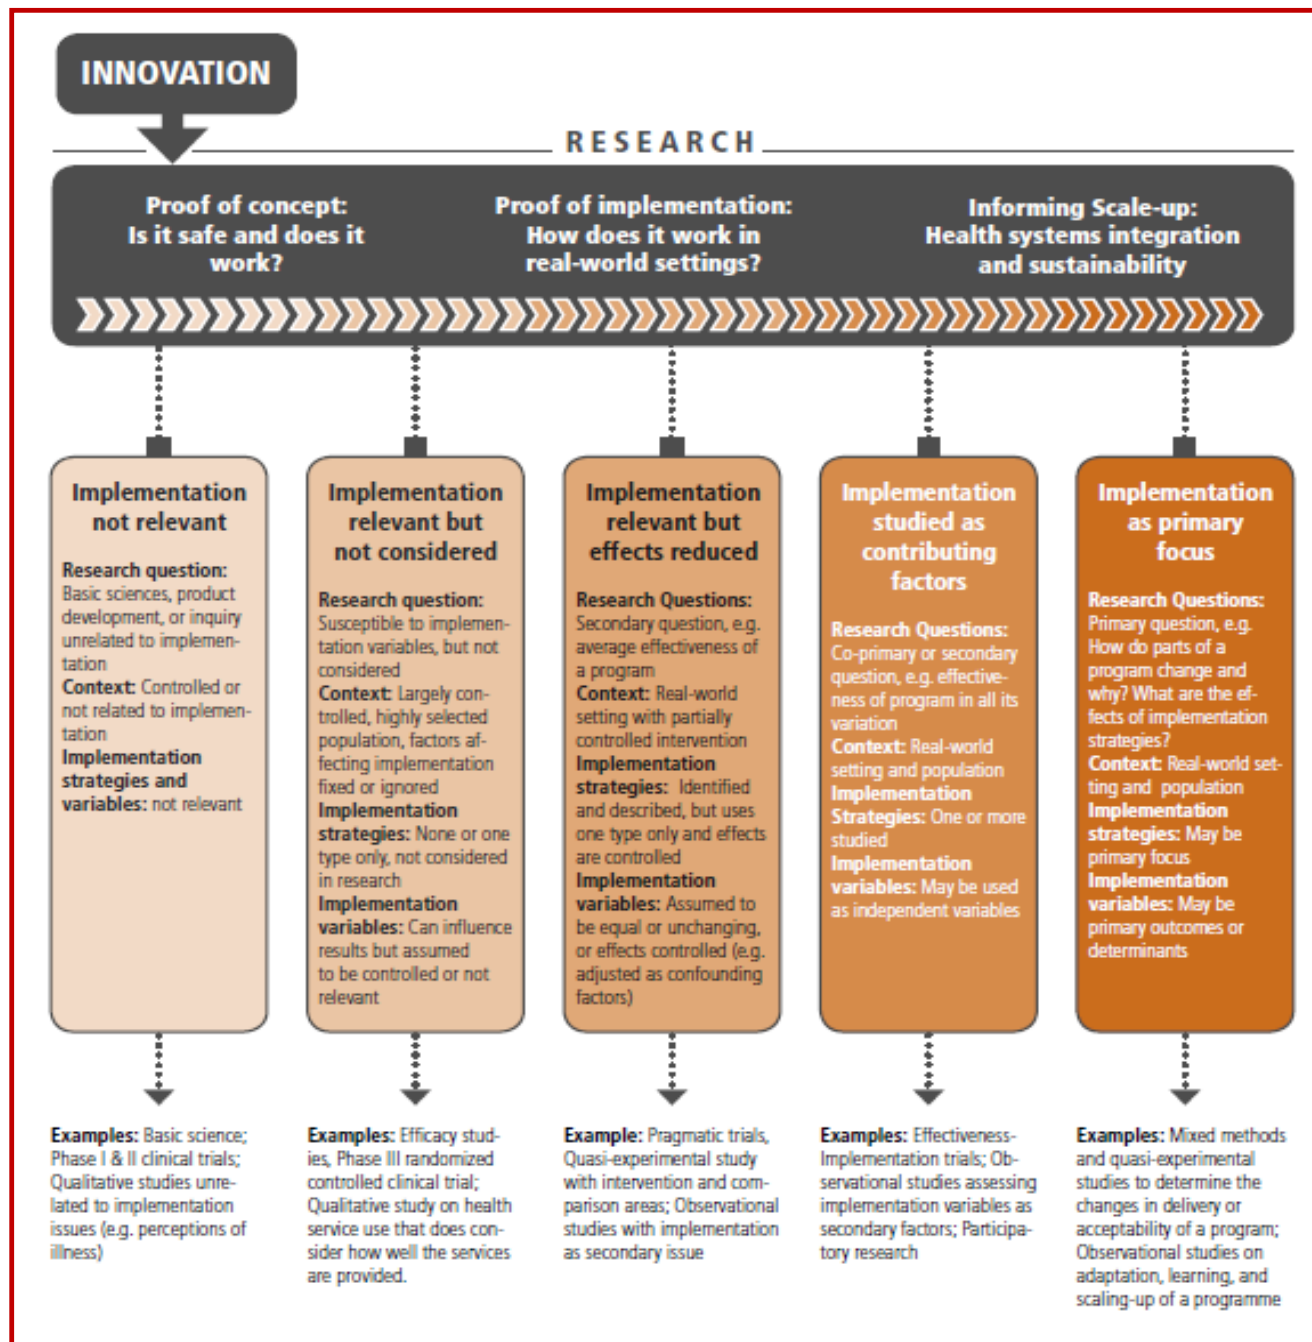 INNOVATION
RESEARCH
Proof of concept:
Is it safe and does it
work?
Proof of implementation:
How does it work in
real-world settings?
Informing Scale-up:
Health systems integration
and sustainability
Implementation
not relevant
Research question:
Basic sciences, product
development, or inquiry
unrelated to implemen-
tation
Context: Controlled or
not related to implemen-
tation
Implementation
strategies and
variables: not relevant
Implementation
relevant but
not considered
Research question:
Susceptible to implemen-
tation variables, but not
considered
Context: Largely con-
trolled, highly selected
population, factors af-
fecting implementation
fixed or ignored
Implementation
strategies: None or one
type only, not considered
in research
Implementation
variables: Can influence
results but assumed
to be controlled or not
relevant
Implementation
relevant but
effects reduced
Research Questions:
Secondary question, e.g.
average effectiveness of
a program
Context: Real-world
setting with partially
controlled intervention
Implementation
strategies: Identified
and described, but uses
one type only and effects
are controlled
Implementation
variables: Assumed to
be equal or unchanging,
or effects controlled (e.g.
adjusted as confounding
factors)
Implementation
studied as
contributing
factors
Research Questions:
Co-primary or secondary
question, e.g. effective-
ness of program in all its
variation
Context: Real-world
setting and population
Implementation
Strategies: One or more
studied
Implementation
variables: May be used
as independent variables
Implementation
as primary
focus
Research Questions:
Primary question, e.g.
How do parts of a
program change and
why? What are the ef-
fects of implementation
strategies?
Context: Real-world set-
ting and population
Implementation
strategies: May be
primary focus
Implementation
variables: May be
primary outcomes or
determinants
Examples: Basic science;
Phase I & II clinical trials;
Qualitative studies unre-
lated to implementation
issues (e.g. perceptions of
illness)
Examples: Efficacy stud-
ies, Phase III randomized
controlled clinical trial;
Qualitative study on health
service use that does con-
sider how well the services
are provided.
Example: Pragmatic trials,
Quasi-experimental study
with intervention and com-
parison areas; Observational
studies with implementation
as secondary issue
Examples: Effectiveness-
Implementation trials; Ob-
servational studies assessing
implementation variables as
secondary factors; Participa-
tory research
Examples: Mixed methods
and quasi-experimental
studies to determine the
changes in delivery or
acceptability of a program;
Observational studies on
adaptation, learning, and
scaling-up of a programme